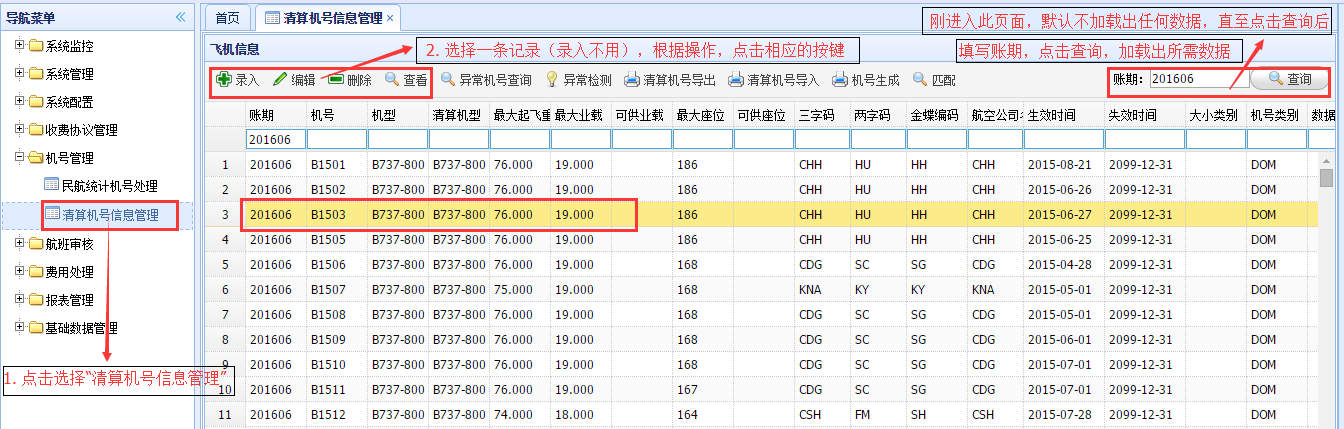 导航菜单
系统监控
系统管理
系统配置
收费协议管理
机号管理
民航统计机号处理
清算机号信息管理
航班审核
费用处理
报表管理
基础数据管理
1. 点击选择“清算机号信息管理”
首页 清算机号信息管理
刚进入此页面，默认不加载出任何数据，直至点击查询后
飞机信息
2. 选择一条记录（录入不用），根据操作，点击相应的按键
填写账期，点击查询，加载出所需数据
录入 编辑 删除 查看 异常机号查询 异常检测 清算机号导出 清算机号导入 机号生成 匹配 账期： 201606 查询
账期 机号 机型 清算机型 最大起飞重 最大业载 可供业载 最大座位 可供座位 三字码 两字码 金蝶编码 航空公司 生效时间 失效时间 大小类别 机号类别 数据
201606
1 201606 B1501 B737-800 B737-800 76.000 19.000 186 CHH HU HH CHH 2015-08-21 2099-12-31 DOM
2 201606 B1502 B737-800 B737-800 76.000 19.000 186 CHH HU HH CHH 2015-06-26 2099-12-31 DOM
3 201606 B1503 B737-800 B737-800 76.000 19.000 186 CHH HU HH CHH 2015-06-27 2099-12-31 DOM
4 201606 B1505 B737-800 B737-800 76.000 19.000 186 CHH HU HH CHH 2015-06-25 2099-12-31 DOM
5 201606 B1506 B737-800 B737-800 75.000 19.000 168 CDG SC SG CDG 2015-04-28 2099-12-31 DOM
6 201606 B1507 B737-800 B737-800 75.000 19.000 168 KNA KY KY KNA 2015-05-01 2099-12-31 DOM
7 201606 B1508 B737-800 B737-800 76.000 19.000 168 CDG SC SG CDG 2015-05-01 2099-12-31 DOM
8 201606 B1509 B737-800 B737-800 76.000 19.000 168 CDG SC SG CDG 2015-06-01 2099-12-31 DOM
9 201606 B1510 B737-800 B737-800 76.000 19.000 168 CDG SC SG CDG 2015-07-01 2099-12-31 DOM
10 201606 B1511 B737-800 B737-800 76.000 19.000 167 CDG SC SG CDG 2015-07-01 2099-12-31 DOM
11 201606 B1512 B737-800 B737-800 74.000 18.000 164 CSH FM SH CSH 2015-07-28 2099-12-31 DOM